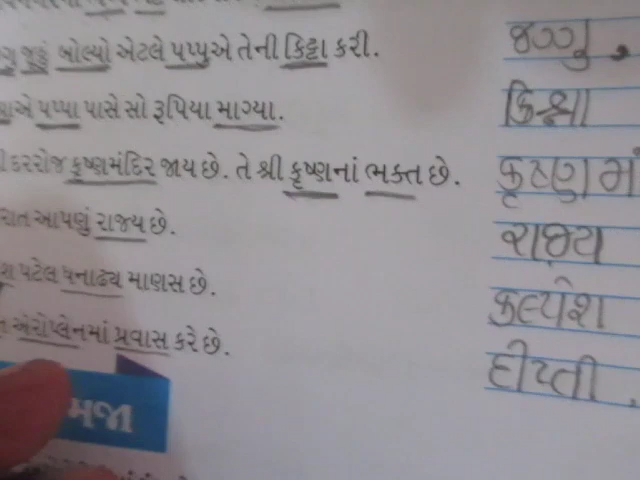 જૂઠું બોલ્યો એટલે પપ્પુએ તેની કિટ્ટા કરી.
પપ્પા પાસે સો રૂપિયા માગ્યા.
દરરોજ કૃષ્ણમંદિર જાય છે. તે શ્રી કૃષ્ણનાં ભક્ત છે.
આપણું રાજ્ય છે.
પટેલ ધનાઢ્ય માણસ છે.
ઍરોપ્લેનમાં પ્રવાસ કરે છે.
મજા
જગ્ગુ
કૃષ્ણમં
રાજ્ય
કલ્પેશ
દીપ્તી